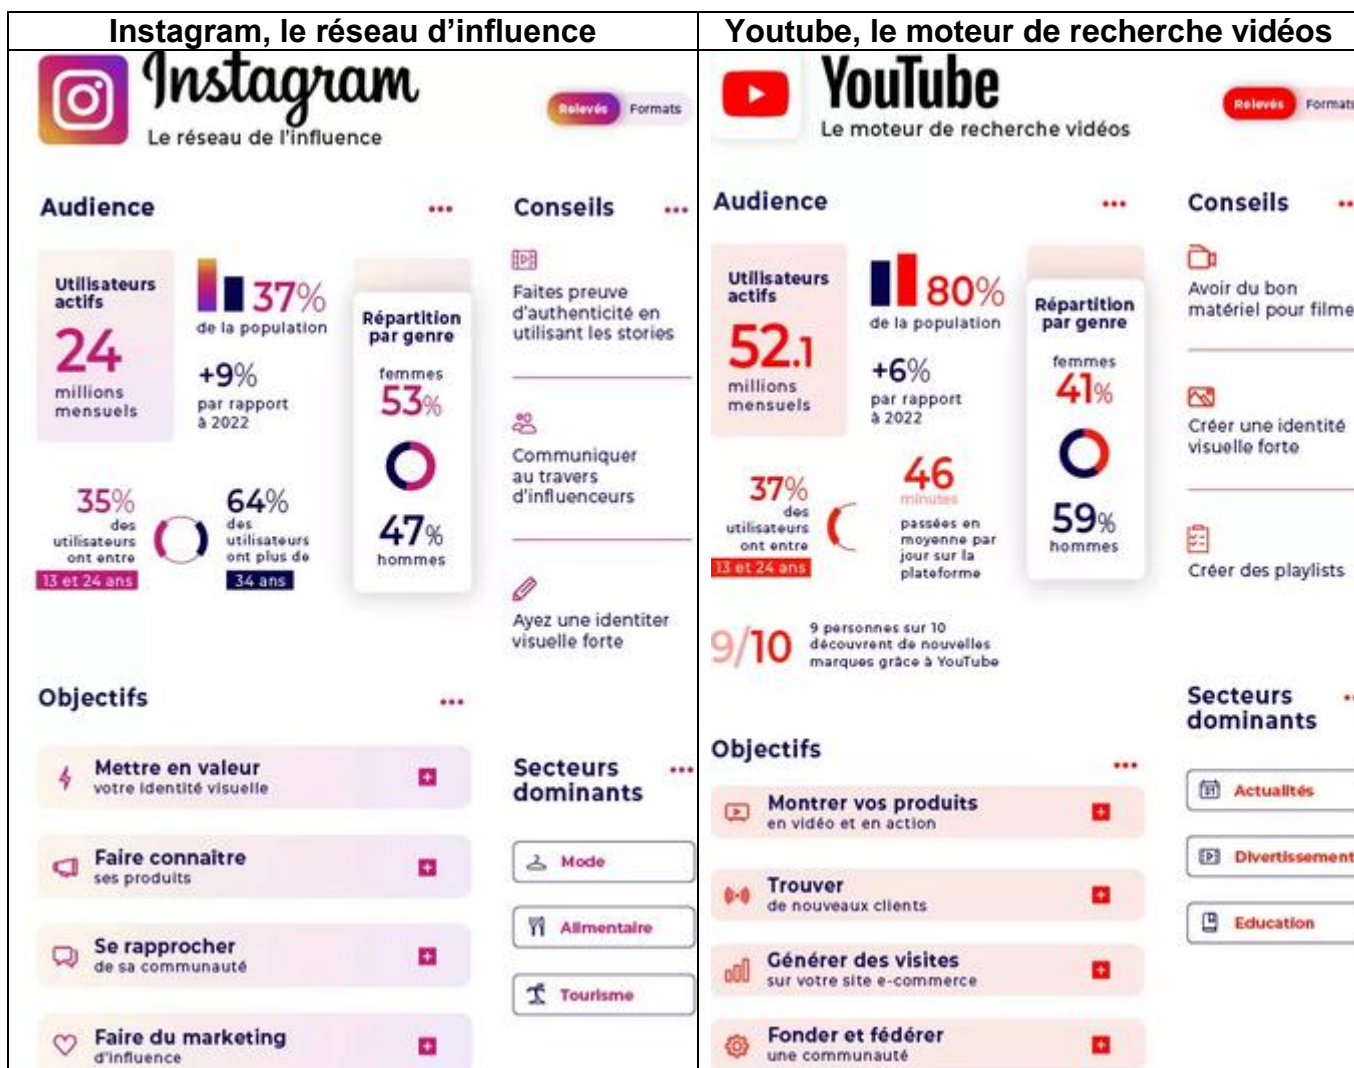 Instagram, le réseau d'influence
Instagram
Le réseau de l'influence
Relevés Formats
Audience
Utilisateurs
actifs
24
millions
mensuels
37%
de la population
+9%
par rapport
à 2022
Répartition
par genre
femmes
53%
47%
hommes
35%
des
utilisateurs
ont entre
13 et 24 ans
64%
des
utilisateurs
ont plus de
34 ans
Conseils
Faites preuve
d'authenticité en
utilisant les stories
Communiquer
au travers
d'influenceurs
Ayez une identiter
visuelle forte
Objectifs
Mettre en valeur
votre identité visuelle
Faire connaître
ses produits
Se rapprocher
de sa communauté
Faire du marketing
d'influence
Secteurs
dominants
Mode
Alimentaire
Tourisme
Youtube, le moteur de recherche vidéos
YouTube
Le moteur de recherche vidéos
Relevés Formats
Audience
Utilisateurs
actifs
52.1
millions
mensuels
80%
de la population
+6%
par rapport
à 2022
Répartition
par genre
femmes
41%
59%
hommes
37%
des
utilisateurs
ont entre
13 et 24 ans
46
minutes
passées en
moyenne par
jour sur la
plateforme
9/10
9 personnes sur 10
découvrent de nouvelles
marques grâce à YouTube
Conseils
Avoir du bon
matériel pour filme
Créer une identité
visuelle forte
Créer des playlists
Objectifs
Montrer vos produits
en vidéo et en action
Trouver
de nouveaux clients
Générer des visites
sur votre site e-commerce
Fonder et fédérer
une communauté
Secteurs
dominants
Actualités
Divertissement
Education